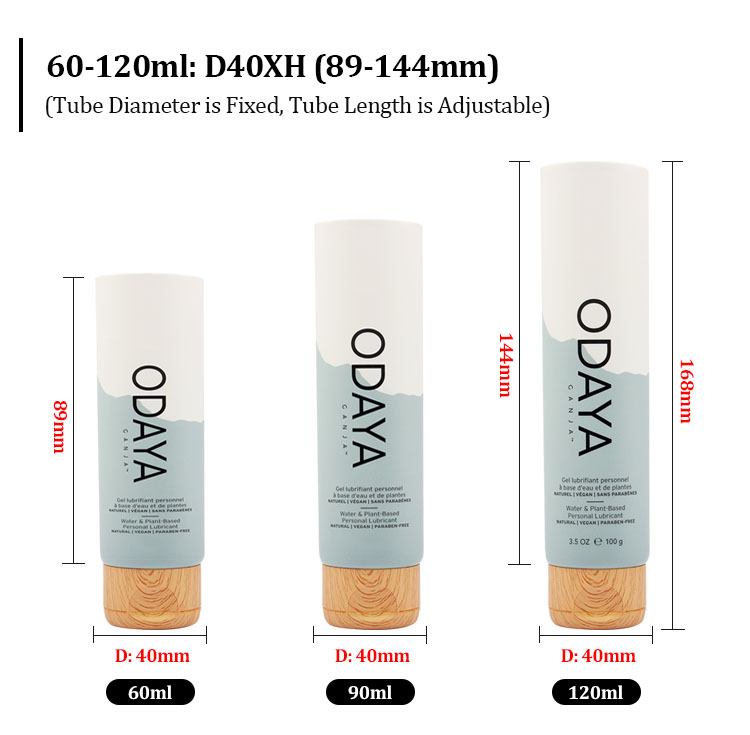 60-120ml: D40XH (89-144mm)
(Tube Diameter is Fixed, Tube Length is Adjustable)
89mm
ODAYA
GANJA™
Gel lubrifiant personnel
à base d'eau et de plantes
NATUREL | VÉGAN | SANS PARABÈNES
Water & Plant-Based
Personal Lubricant
NATURAL | VEGAN | PARABEN-FREE
D: 40mm
60ml
ODAYA
GANJA™
Gel lubrifiant personnel
à base d'eau et de plantes
NATUREL | VÉGAN | SANS PARABÈNES
Water & Plant-Based
Personal Lubricant
NATURAL | VEGAN | PARABEN-FREE
D: 40mm
90ml
144mm
ODAYA
GANJA™
Gel lubrifiant personnel
à base d'eau et de plantes
NATUREL | VÉGAN | SANS PARABÈNES
Water & Plant-Based
Personal Lubricant
NATURAL | VEGAN | PARABEN-FREE
3.5 OZ ℮ 100 g
168mm
D: 40mm
120ml